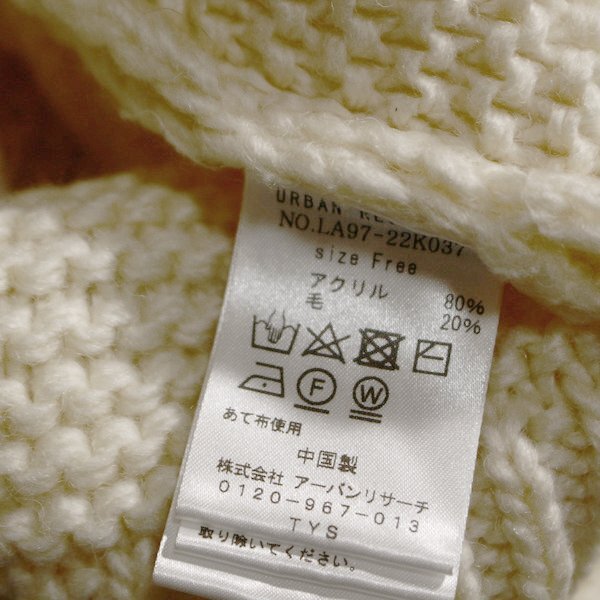 URBAN
NO.LA97-22K037
size Free
アクリル 80%
毛 20%
F W
あて布使用
中国製
株式会社 アーバンリサーチ
0120-967-013
TYS
取り除いてください。